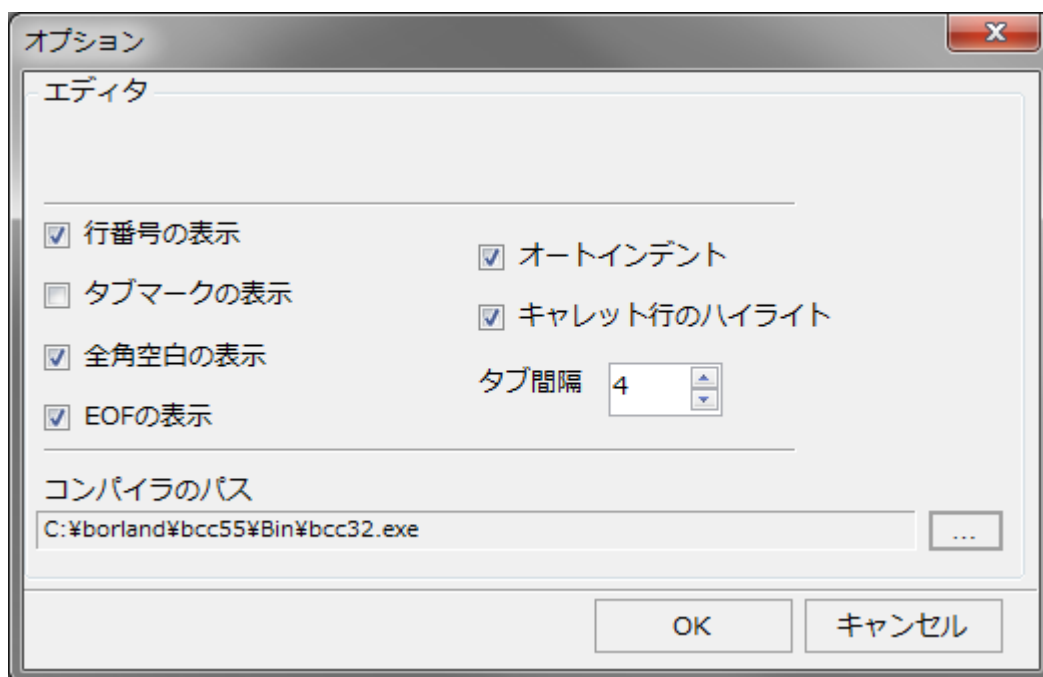 オプション
エディタ
行番号の表示
タブマークの表示
全角空白の表示
EOFの表示
オートインデント
キャレット行のハイライト
タブ間隔 4
コンパイラのパス
C:¥borland¥bcc55¥Bin¥bcc32.exe
...
OK キャンセル